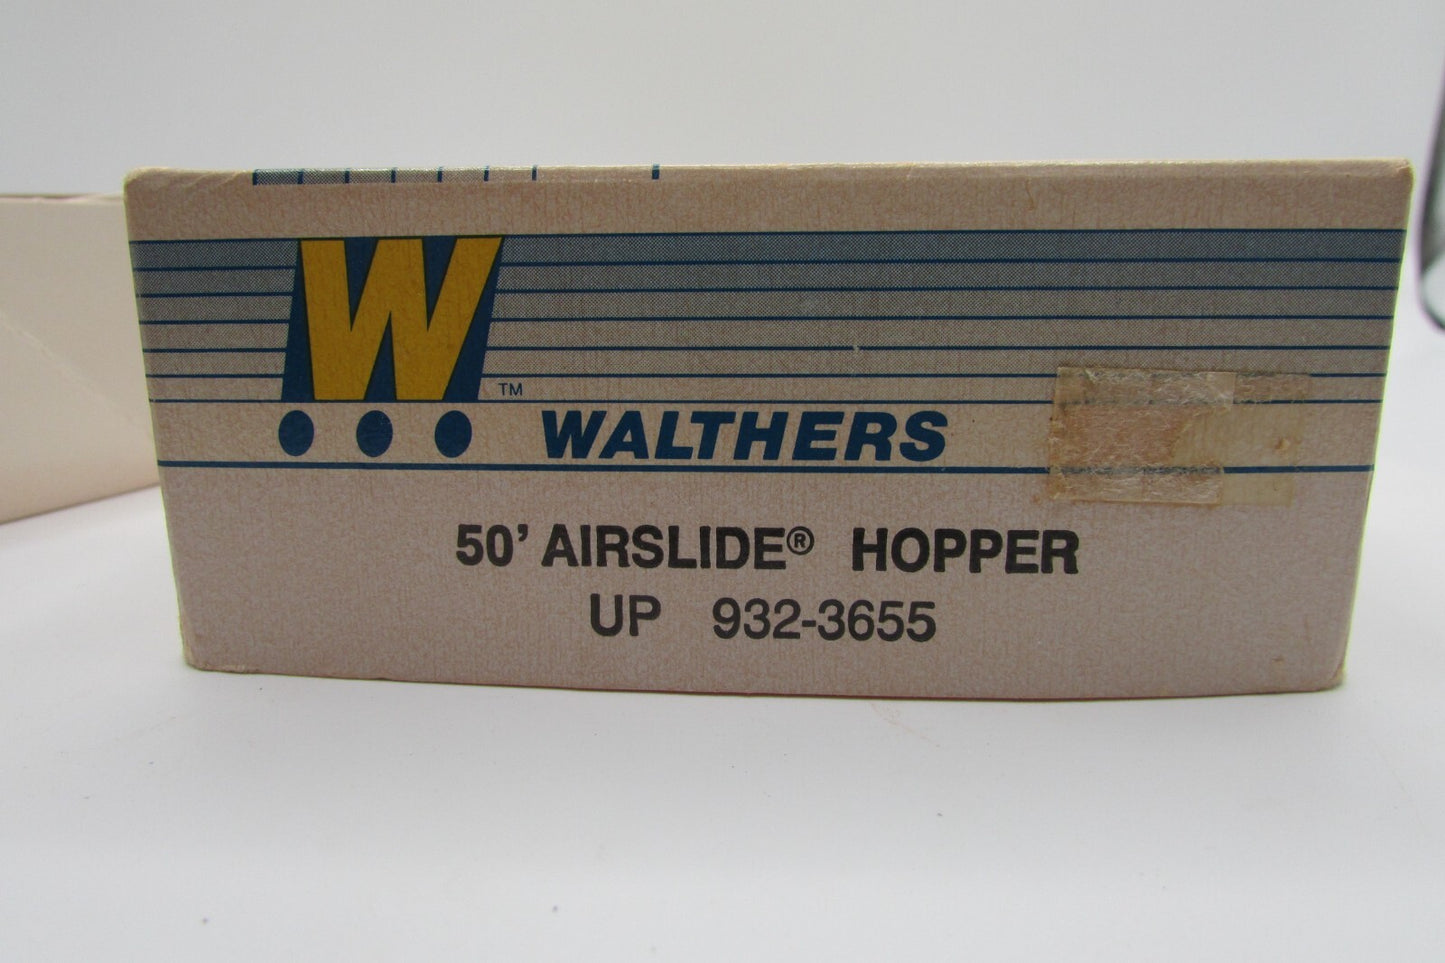 W
™
WALTHERS
50' AIRSLIDE® HOPPER
UP 932-3655